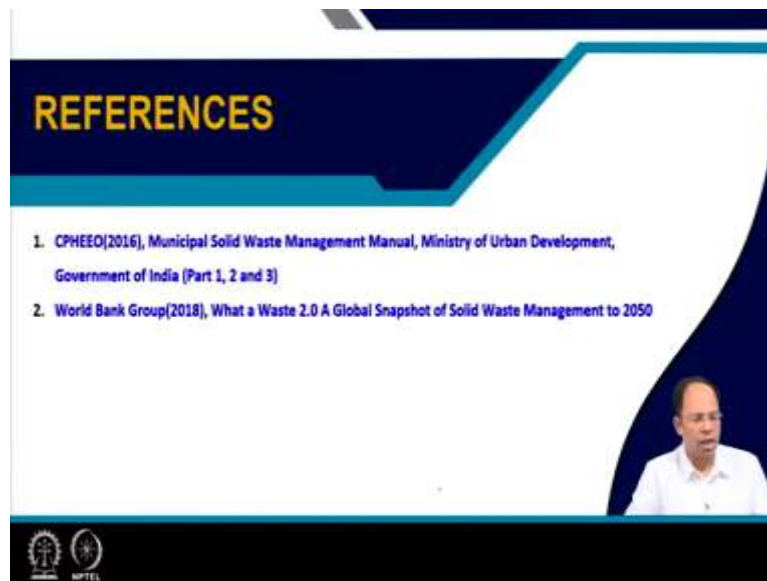 REFERENCES
1. CPHEEO(2016), Municipal Solid Waste Management Manual, Ministry of Urban Development,
Government of India (Part 1, 2 and 3)
2. World Bank Group(2018), What a Waste 2.0 A Global Snapshot of Solid Waste Management to 2050
NPTEL